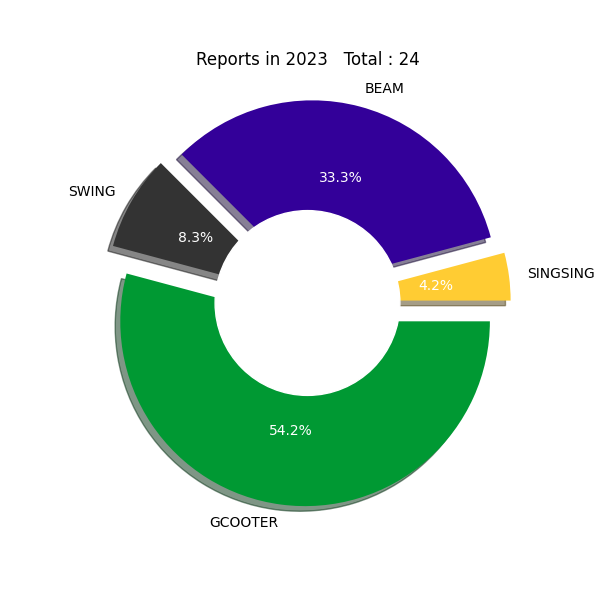 Reports in 2023   Total : 24
BEAM
33.3%
SWING
8.3%
SINGSING
4.2%
54.2%
GCOOTER